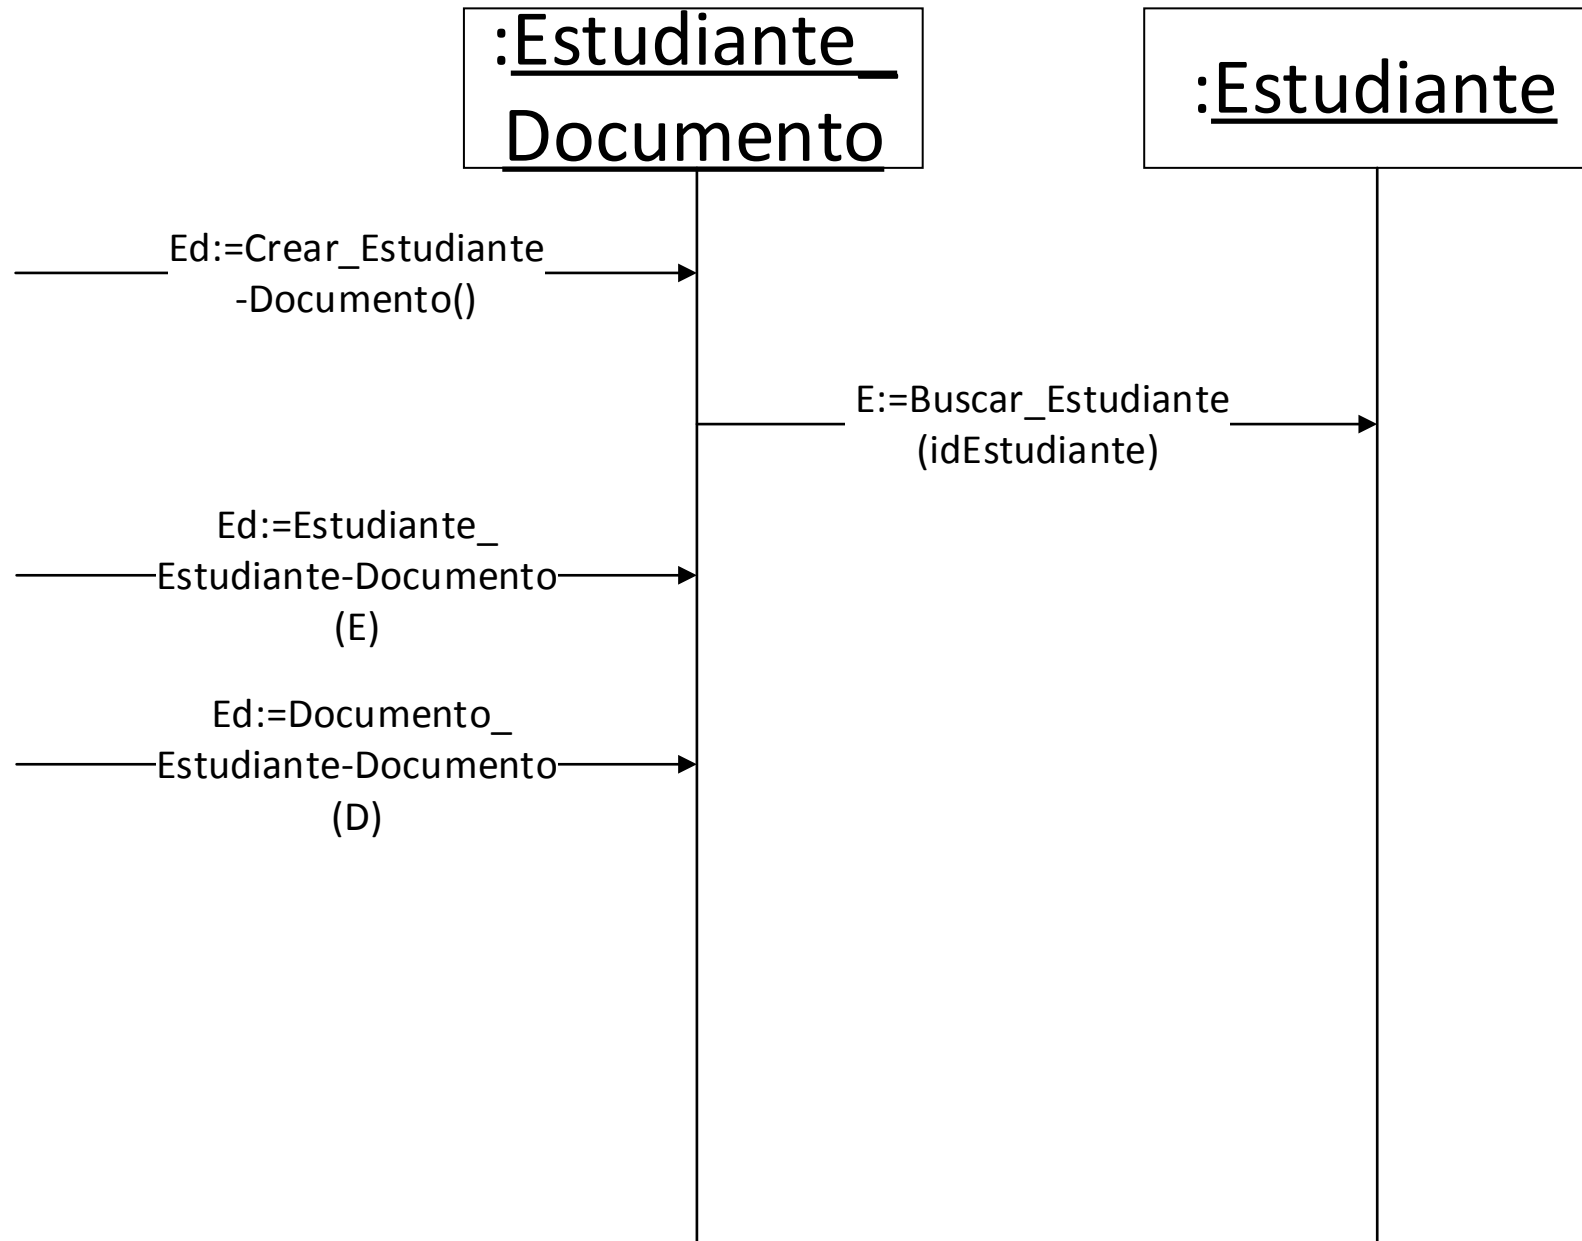 :Estudiante_
Documento
:Estudiante
Ed:=Crear_Estudiante
-Documento()
E:=Buscar_Estudiante
(idEstudiante)
Ed:=Estudiante_
Estudiante-Documento
(E)
Ed:=Documento_
Estudiante-Documento
(D)